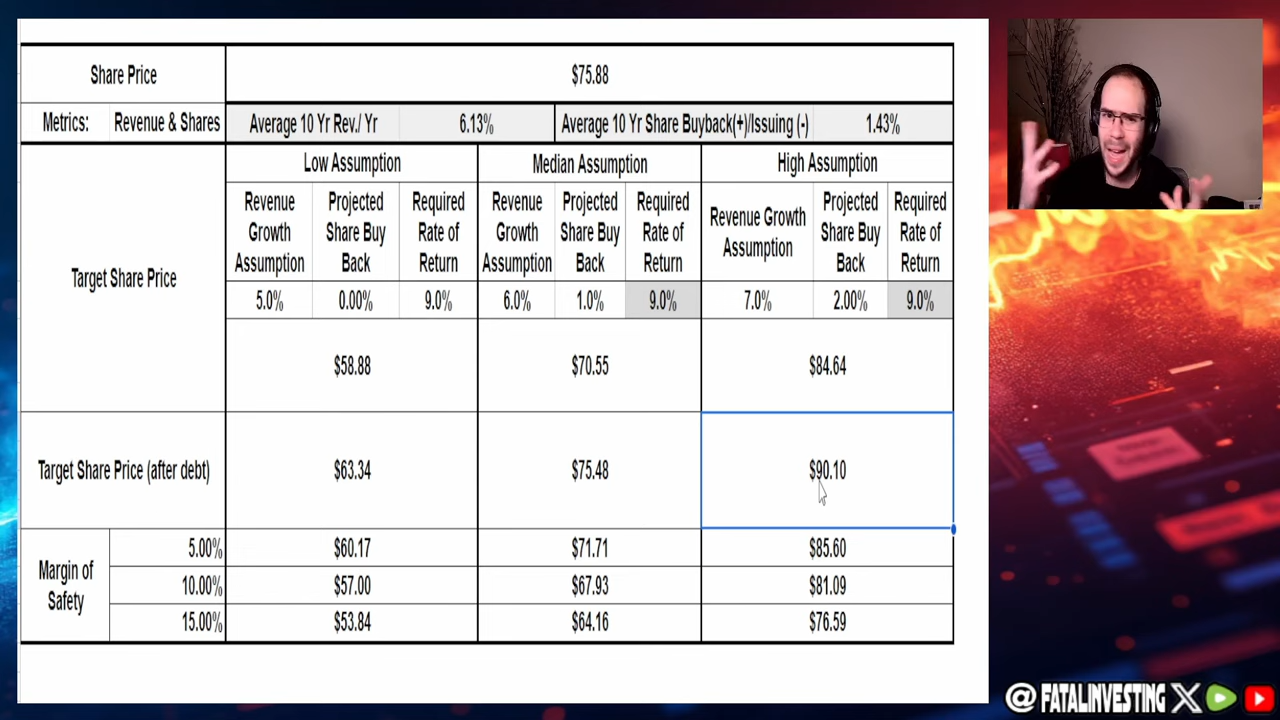 Share Price
$75.88
Metrics:
Revenue & Shares
Average 10 Yr Rev./ Yr
6.13%
Average 10 Yr Share Buyback(+)/Issuing (-)
1.43%
Target Share Price
Low Assumption
Median Assumption
High Assumption
Revenue Growth Assumption
Projected Share Buy Back
Required Rate of Return
Revenue Growth Assumption
Projected Share Buy Back
Required Rate of Return
Revenue Growth Assumption
Projected Share Buy Back
Required Rate of Return
5.0%
0.00%
9.0%
6.0%
1.0%
9.0%
7.0%
2.00%
9.0%
$58.88
$70.55
$84.64
Target Share Price (after debt)
$63.34
$75.48
$90.10
Margin of Safety
5.00%
$60.17
$71.71
$85.60
10.00%
$57.00
$67.93
$81.09
15.00%
$53.84
$64.16
$76.59
@FATALINVESTING